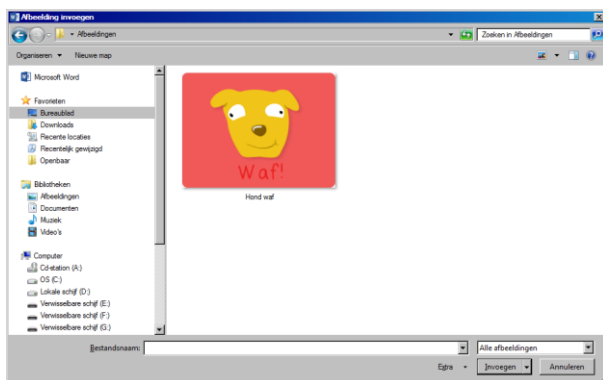 Afbeelding invoegen
Afbeeldingen
Zoeken in Afbeeldingen
Organiseren
Nieuwe map
Microsoft Word
Favorieten
Bureaublad
Downloads
Recente locaties
Recentelijk gewijzigd
Openbaar
Bibliotheken
Afbeeldingen
Documenten
Muziek
Video's
Computer
Cd-station (A:)
OS (C:)
Lokale schijf (D:)
Verwisselbare schijf (E:)
Verwisselbare schijf (F:)
Verwisselbare schijf (G:)
Waf!
Hond waf
Bestandsnaam:
Alle afbeeldingen
Extra
Invoegen
Annuleren